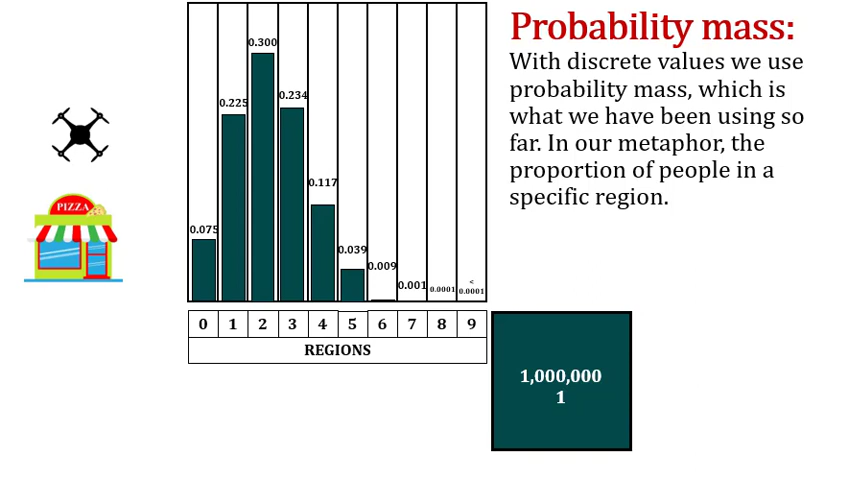 Probability mass:
With discrete values we use
probability mass, which is
what we have been using so
far. In our metaphor, the
proportion of people in a
specific region.
0.075
0.225
0.300
0.234
0.117
0.039
0.009
0.001
0.0001
<
0.0001
0 1 2 3 4 5 6 7 8 9
REGIONS
PIZZA
1,000,000
1